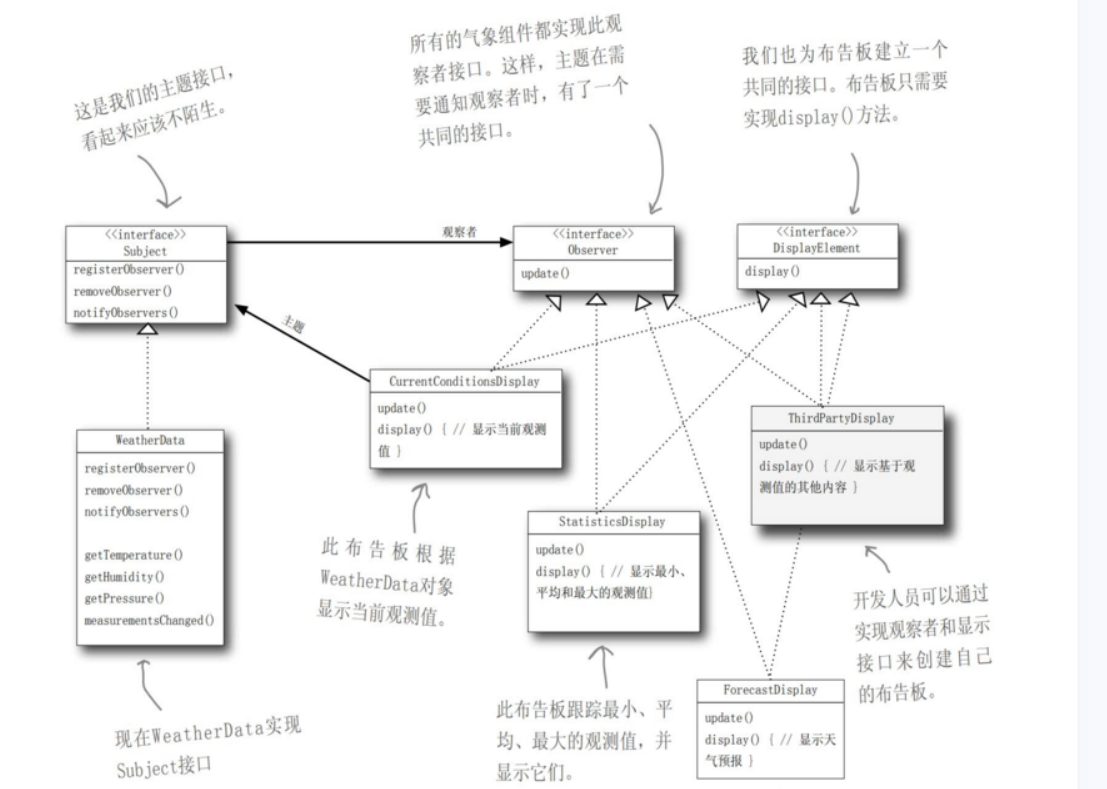 这是我们的主题接口，
看起来应该不陌生。
所有的气象组件都实现此观
察者接口。这样，主题在需
要通知观察者时，有了一个
共同的接口。
我们也为布告板建立一个
共同的接口。布告板只需要
实现display()方法。
<<interface>>
Subject
registerObserver()
removeObserver()
notifyObservers()
观察者
<<interface>>
Observer
update()
<<interface>>
DisplayElement
display()
主题
CurrentConditionsDisplay
update()
display() { // 显示当前观测
值 }
WeatherData
registerObserver()
removeObserver()
notifyObservers()
getTemperature()
getHumidity()
getPressure()
measurementsChanged()
ThirdPartyDisplay
update()
display() { // 显示基于观
测值的其他内容 }
StatisticsDisplay
update()
display() { // 显示最小、
平均和最大的观测值}
此布告板根据
WeatherData对象
显示当前观测值。
开发人员可以通过
实现观察者和显示
接口来创建自己
的布告板。
ForecastDisplay
update()
display() { // 显示天
气预报 }
此布告板跟踪最小、平
均、最大的观测值，并
显示它们。
现在WeatherData实现
Subject接口